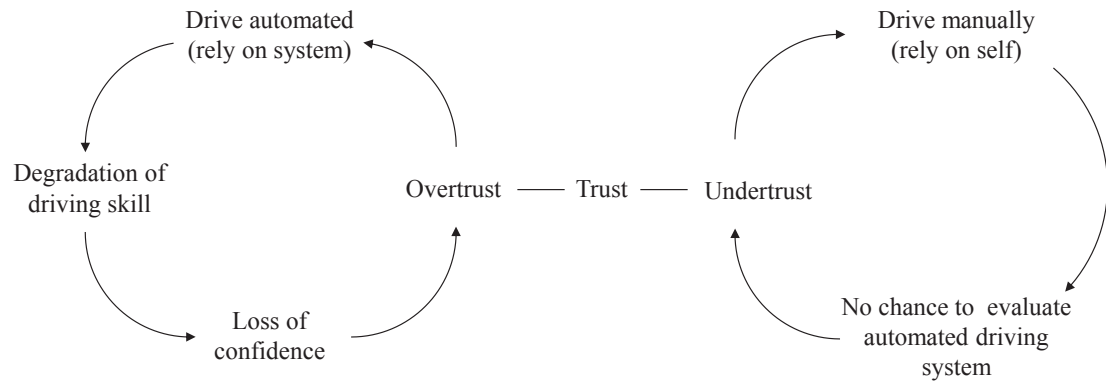 Drive automated
(rely on system)
Drive manually
(rely on self)
Degradation of
driving skill
Overtrust
Trust
Undertrust
Loss of
confidence
No chance to evaluate
automated driving
system